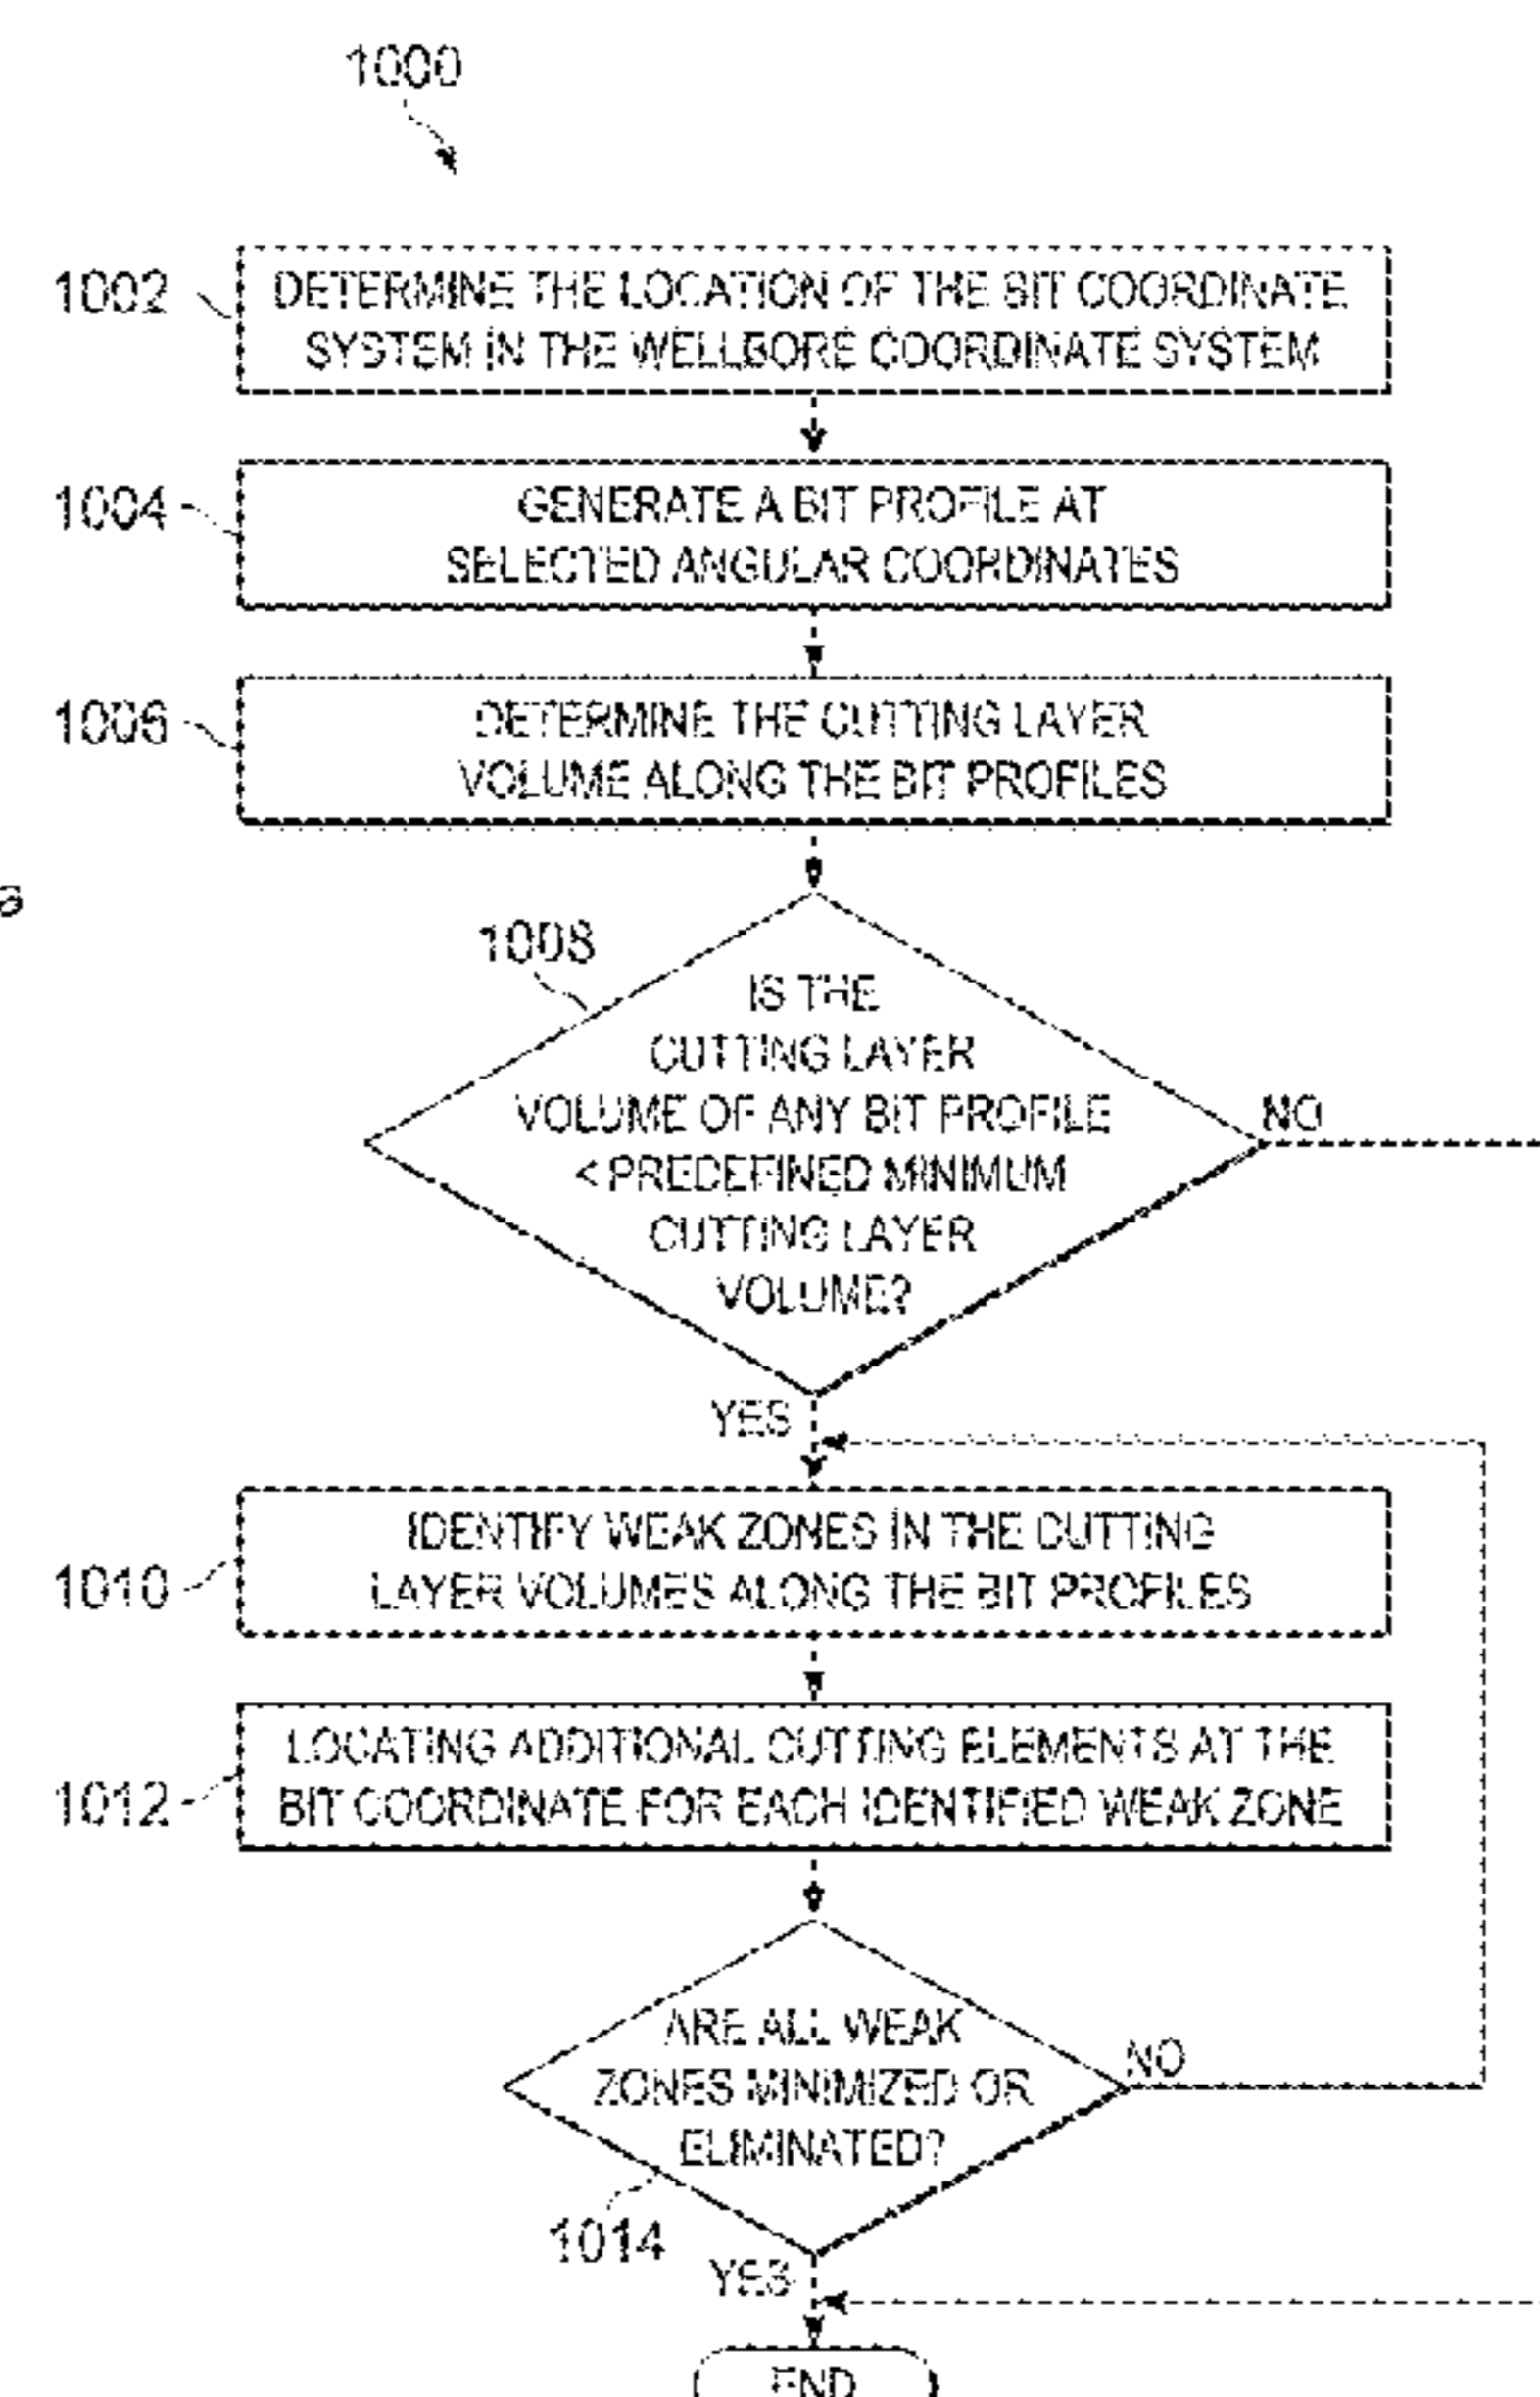 1000
1002
DETERMINE THE LOCATION OF THE BIT COORDINATE
SYSTEM IN THE WELLBORE COORDINATE SYSTEM
1004
GENERATE A BIT PROFILE AT
SELECTED ANGULAR COORDINATES
1006
DETERMINE THE CUTTING LAYER
VOLUME ALONG THE BIT PROFILES
1008
IS THE
CUTTING LAYER
VOLUME OF ANY BIT PROFILE
< PREDEFINED MINIMUM
CUTTING LAYER
VOLUME?
NO
YES
1010
IDENTIFY WEAK ZONES IN THE CUTTING
LAYER VOLUMES ALONG THE BIT PROFILES
1012
LOCATING ADDITIONAL CUTTING ELEMENTS AT THE
BIT COORDINATE FOR EACH IDENTIFIED WEAK ZONE
ARE ALL WEAK
ZONES MINIMIZED OR
ELIMINATED?
NO
1014
YES
END